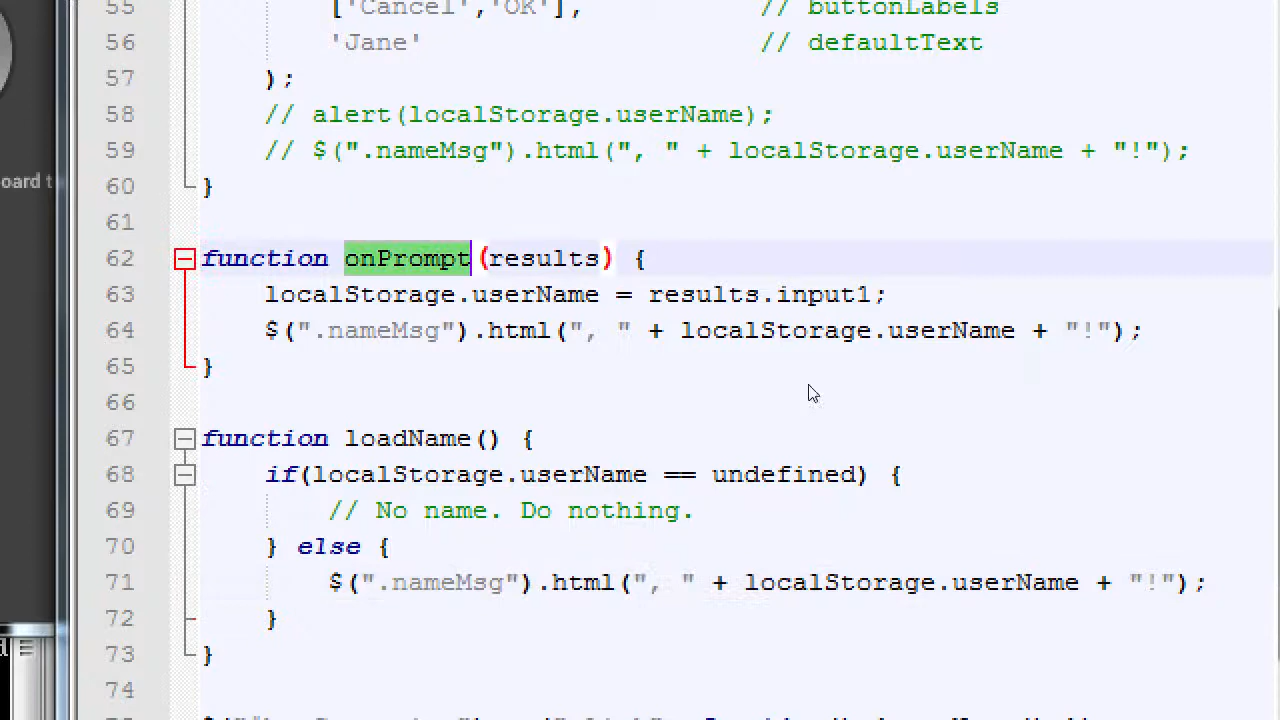 55 ['Cancel','OK'], // buttonLabels
56 'Jane' // defaultText
57 );
58 // alert(localStorage.userName);
59 // $(".nameMsg").html(", " + localStorage.userName + "!");
60 }
61
62 function onPrompt(results) {
oard t
63 localStorage.userName = results.input1;
64 $(".nameMsg").html(", " + localStorage.userName + "!");
65 }
66
67 function loadName() {
68 if(localStorage.userName == undefined) {
69 // No name. Do nothing.
70 } else {
71 $(".nameMsg").html(", " + localStorage.userName + "!");
72 }
73 }
74